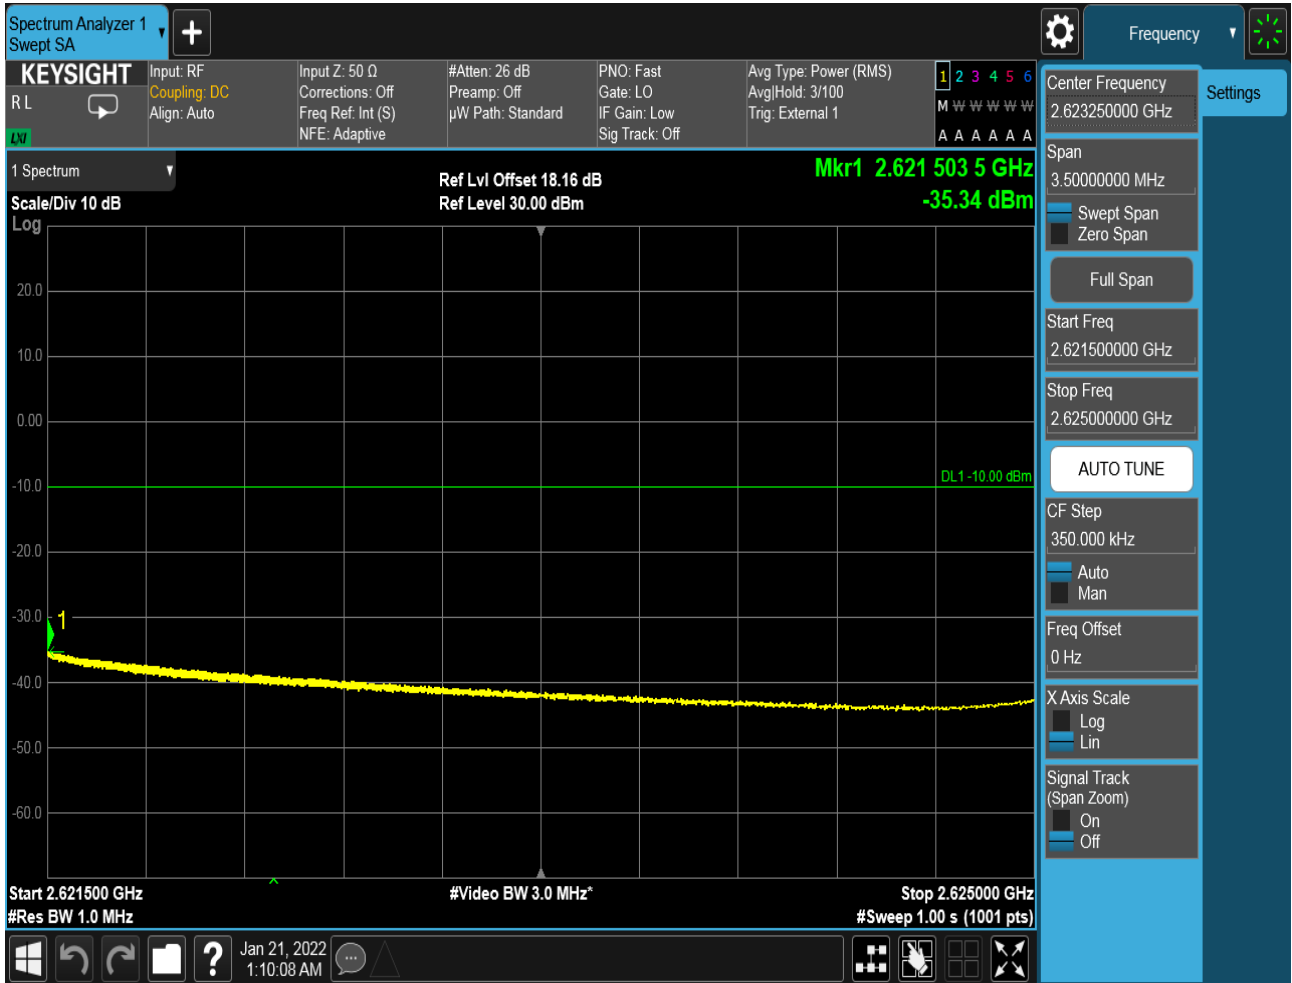 Spectrum Analyzer 1
Swept SA
Frequency
KEYSIGHT
R L
LXI
Input: RF
Coupling: DC
Align: Auto
Input Z: 50 Ω
Corrections: Off
Freq Ref: Int (S)
NFE: Adaptive
#Atten: 26 dB
Preamp: Off
µW Path: Standard
PNO: Fast
Gate: LO
IF Gain: Low
Sig Track: Off
Avg Type: Power (RMS)
Avg|Hold: 3/100
Trig: External 1
1 2 3 4 5 6
M W W W W W
A A A A A A
1 Spectrum
Scale/Div 10 dB
Log
Ref Lvl Offset 18.16 dB
Ref Level 30.00 dBm
Mkr1 2.621 503 5 GHz
-35.34 dBm
20.0
10.0
0.00
-10.0
DL1 -10.00 dBm
-20.0
-30.0
1
-40.0
-50.0
-60.0
Start 2.621500 GHz
#Res BW 1.0 MHz
#Video BW 3.0 MHz*
Stop 2.625000 GHz
#Sweep 1.00 s (1001 pts)
Center Frequency
2.623250000 GHz
Settings
Span
3.50000000 MHz
Swept Span
Zero Span
Full Span
Start Freq
2.621500000 GHz
Stop Freq
2.625000000 GHz
AUTO TUNE
CF Step
350.000 kHz
Auto
Man
Freq Offset
0 Hz
X Axis Scale
Log
Lin
Signal Track
(Span Zoom)
On
Off
?
Jan 21, 2022
1:10:08 AM